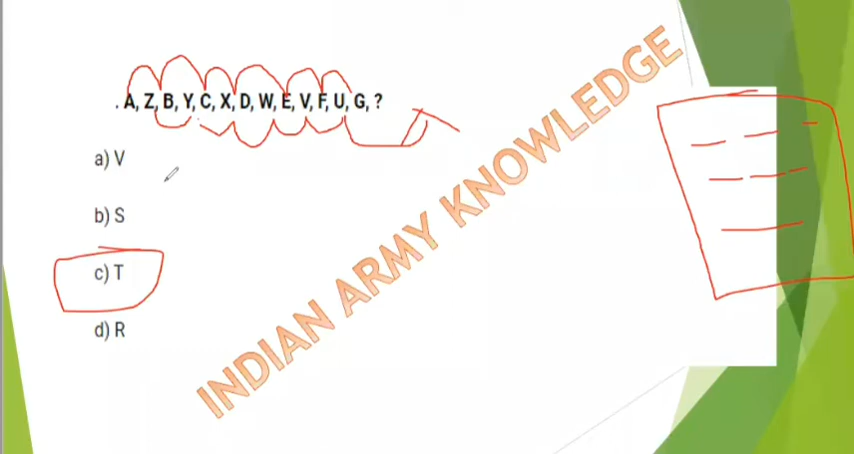 . A, Z, B, Y, C, X, D, W, E, V, F, U, G, ?
a) V
b) S
c) T
d) R
INDIAN ARMY KNOWLEDGE